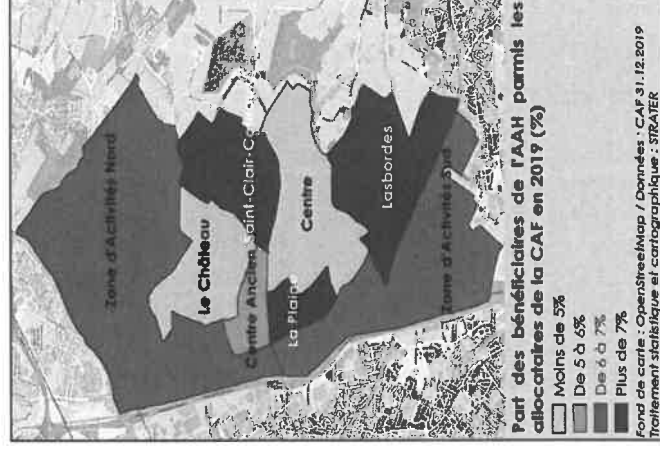 Zone d'Activités Nord
Le Château
Saint-Clair-Co
Centre Ancien
Centre
La Plaine
Lasbordes
Zone d'Activités Sud
Part des bénéficiaires de l'AAH parmis les
allocataires de la CAF en 2019 (%)
Moins de 5%
De 5 à 6%
De 6 à 7%
Plus de 7%
Fond de carte : OpenStreetMap / Données : CAF 31.12.2019
Traitement statistique et cartographique : STRATER